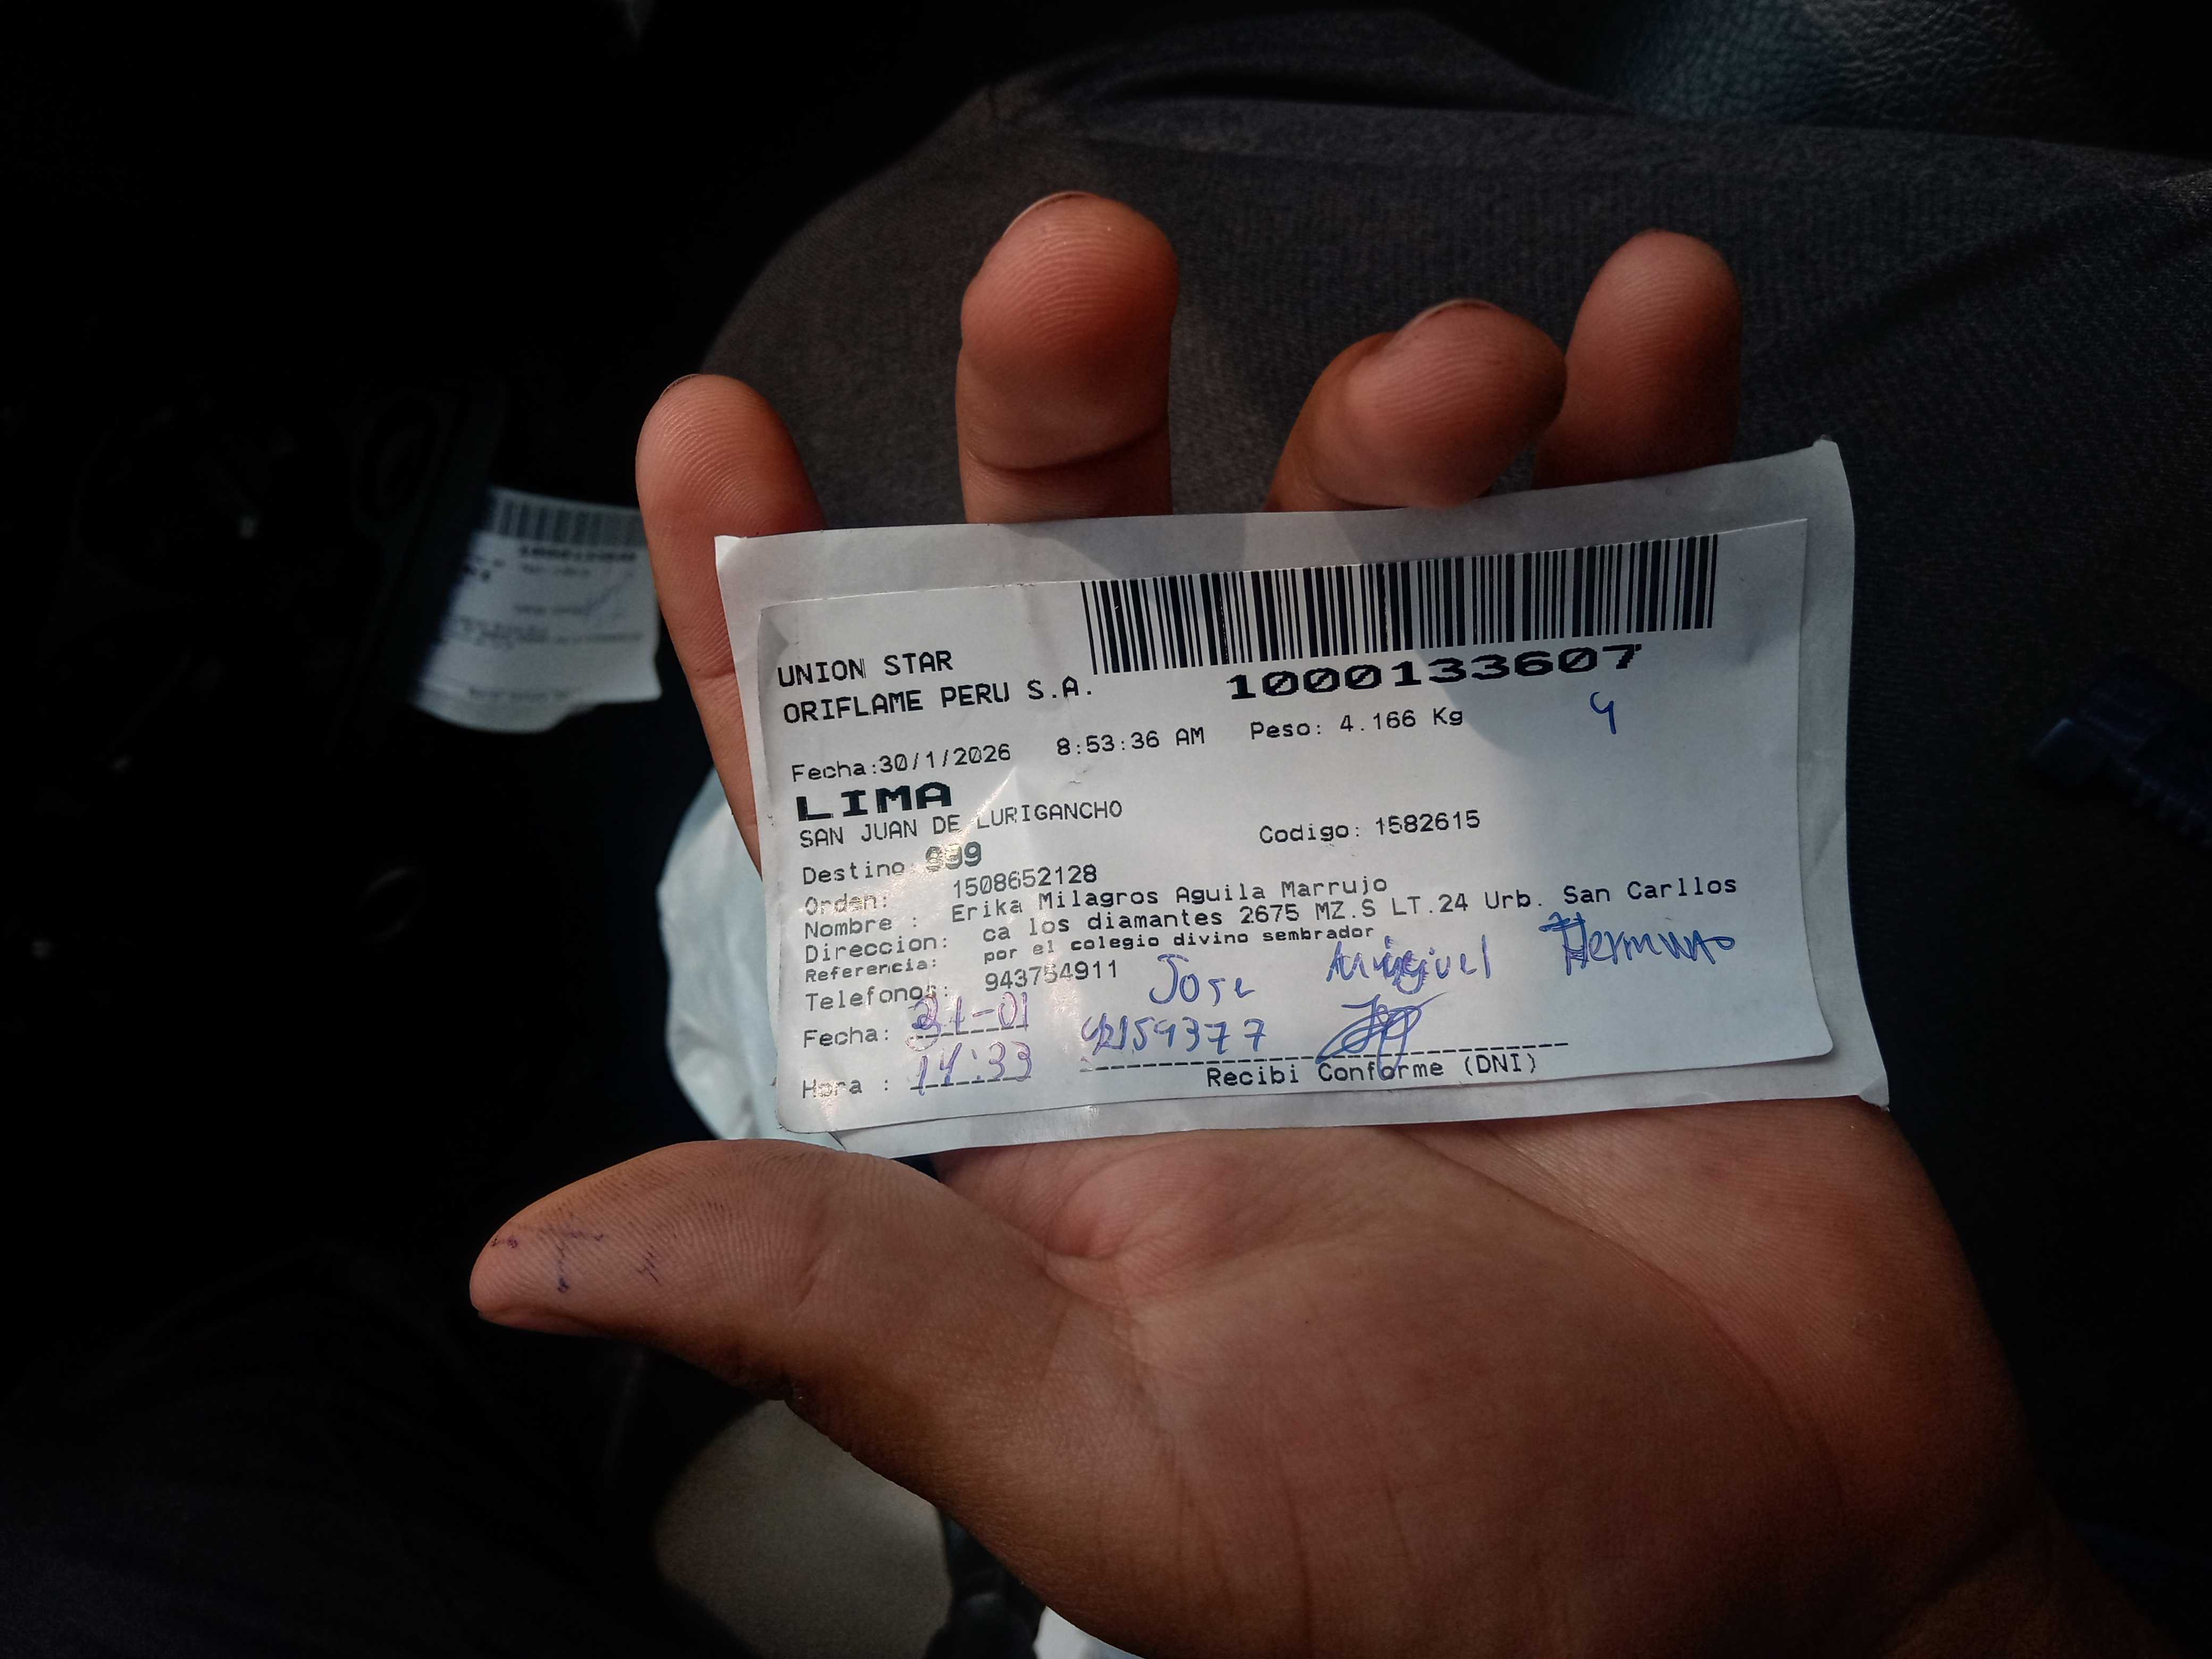 1000133607
UNION STAR
ORIFLAME PERU S.A.
9
Fecha:30/1/2026 8:53:36 AM Peso: 4.166 Kg
LIMA
SAN JUAN DE LURIGANCHO
Codigo: 1582615
Destino: 999
Orden: 1508652128
Nombre : Erika Milagros Aguila Marrujo
Direccion: ca los diamantes 2675 MZ.S LT.24 Urb. San Carllos
Referencia: por el colegio divino sembrador
Telefonos: 943754911
Jose Miguel Hermano
Fecha: 31-01
42159377
Hora : 14:33
Recibi Conforme (DNI)